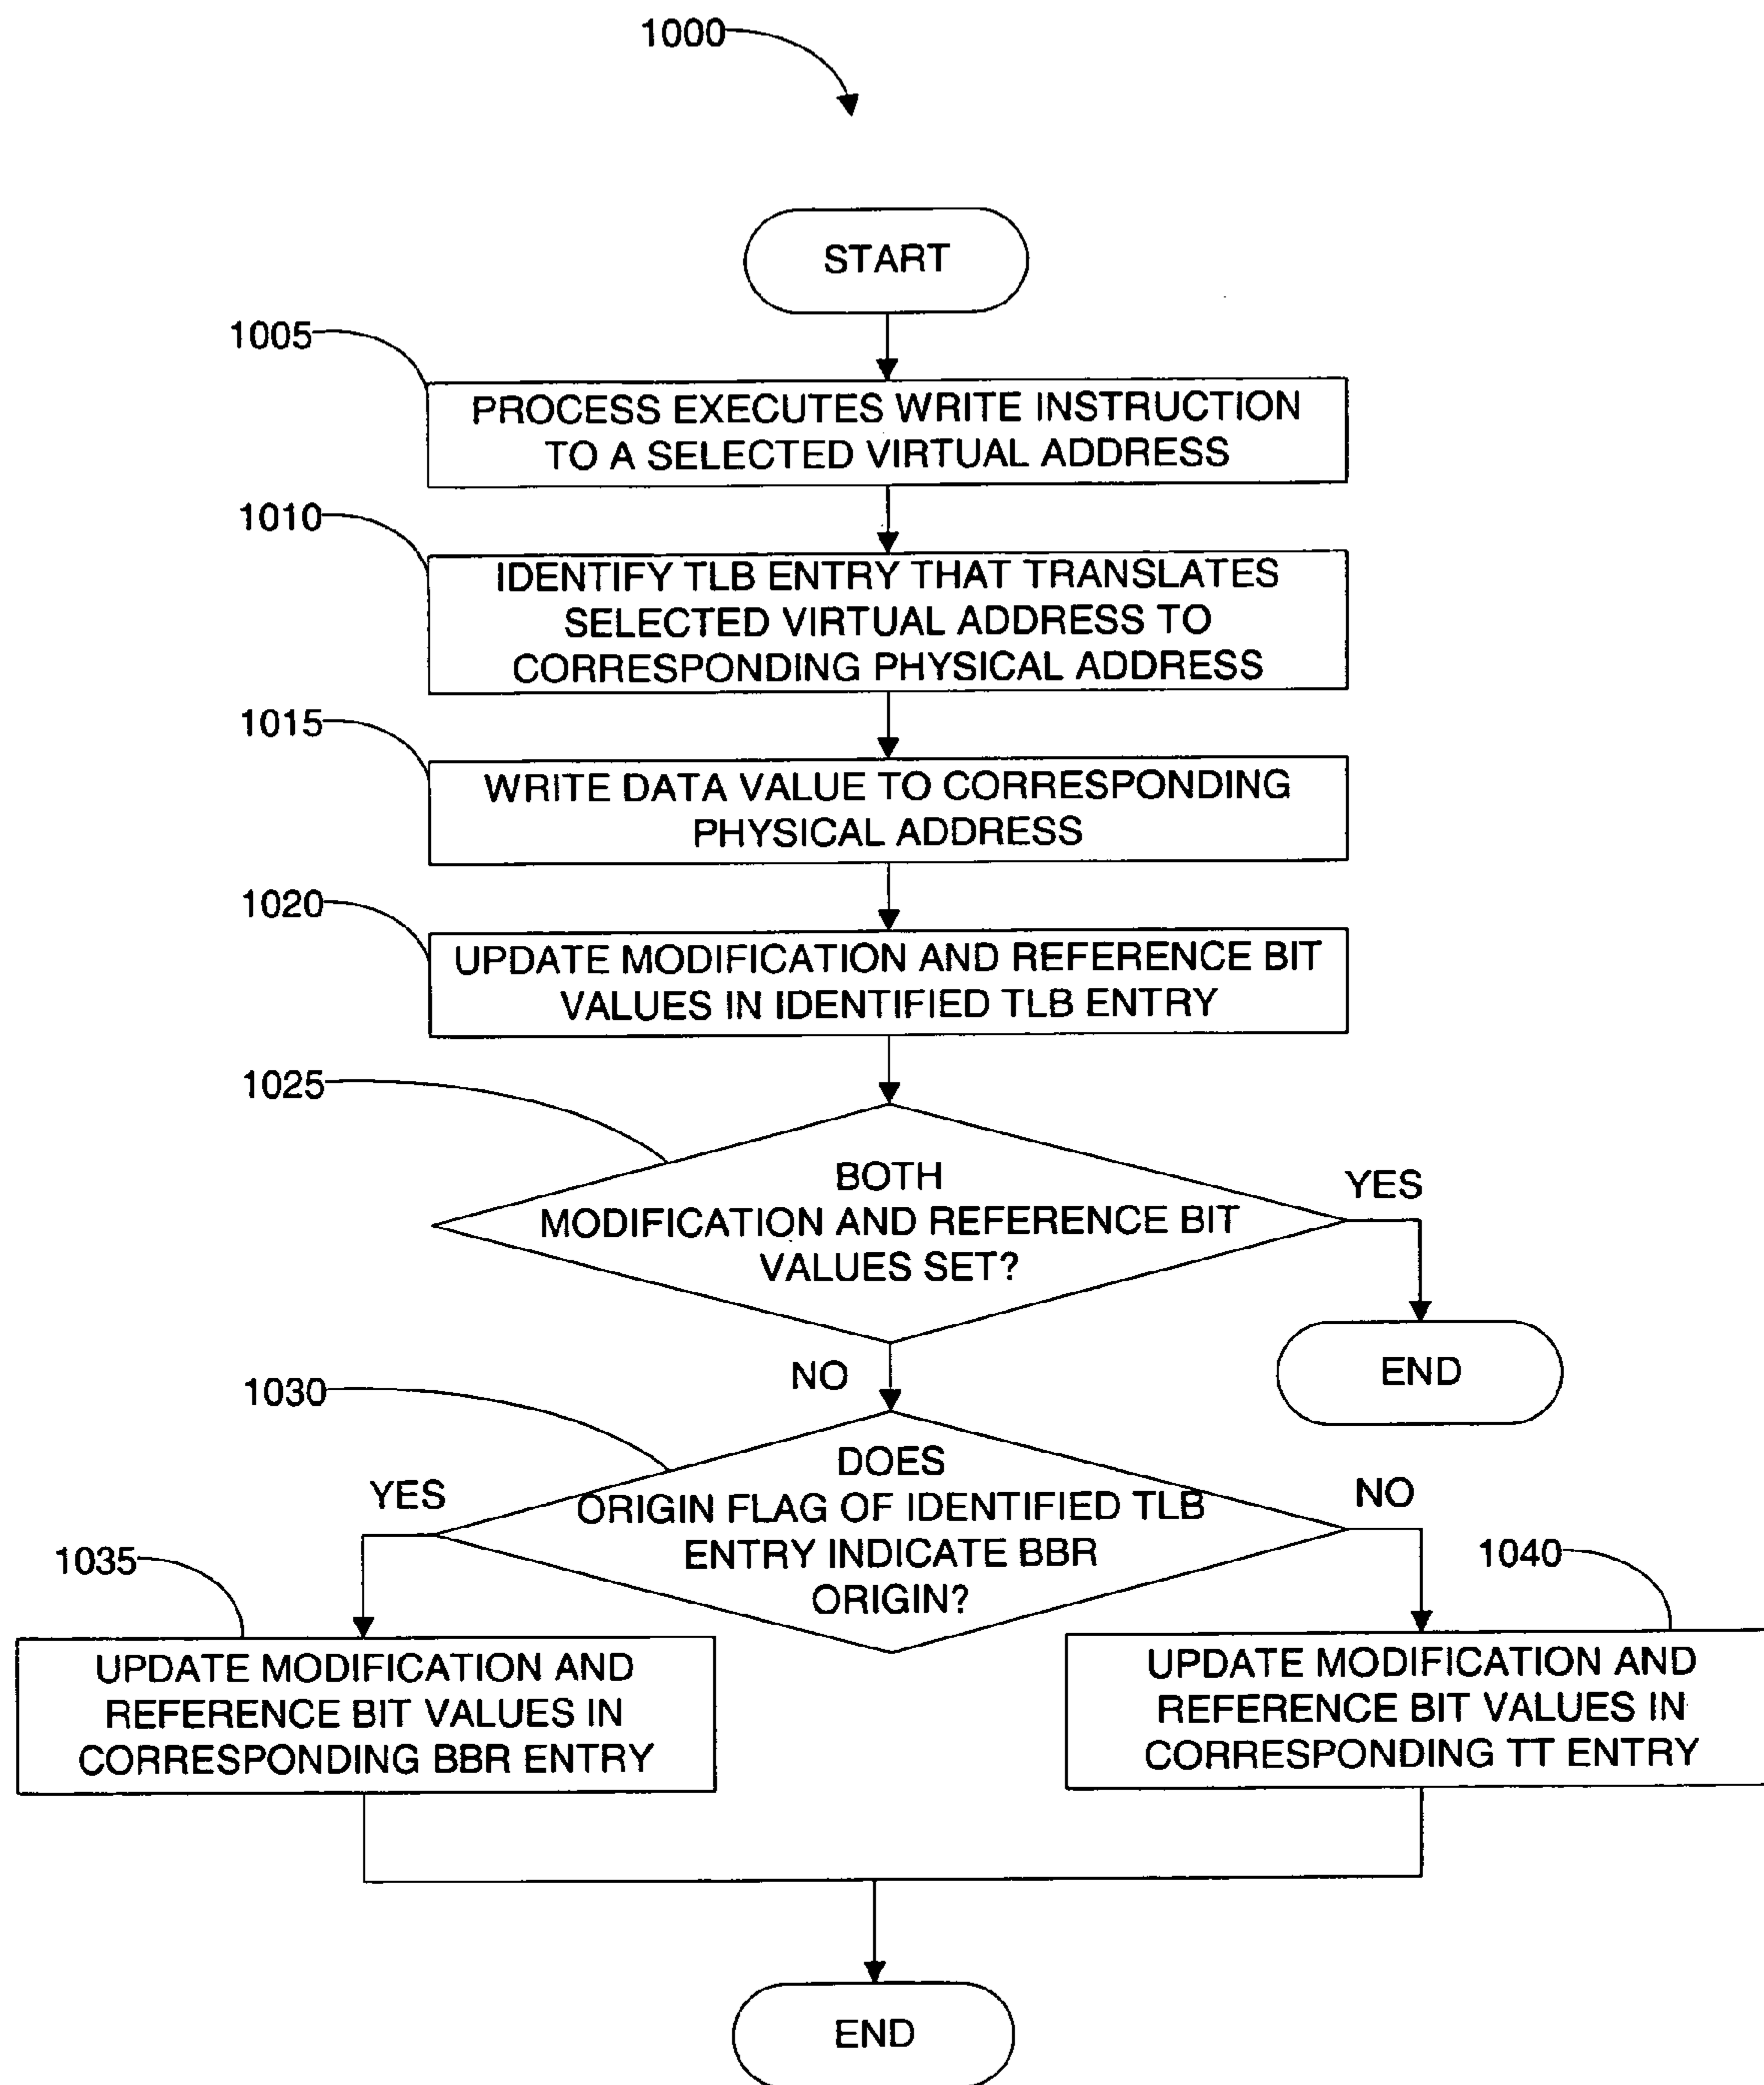 1000
START
1005
PROCESS EXECUTES WRITE INSTRUCTION
TO A SELECTED VIRTUAL ADDRESS
1010
IDENTIFY TLB ENTRY THAT TRANSLATES
SELECTED VIRTUAL ADDRESS TO
CORRESPONDING PHYSICAL ADDRESS
1015
WRITE DATA VALUE TO CORRESPONDING
PHYSICAL ADDRESS
1020
UPDATE MODIFICATION AND REFERENCE BIT
VALUES IN IDENTIFIED TLB ENTRY
1025
BOTH
MODIFICATION AND REFERENCE BIT
VALUES SET?
YES
END
NO
1030
DOES
ORIGIN FLAG OF IDENTIFIED TLB
ENTRY INDICATE BBR
ORIGIN?
YES
NO
1035
UPDATE MODIFICATION AND
REFERENCE BIT VALUES IN
CORRESPONDING BBR ENTRY
1040
UPDATE MODIFICATION AND
REFERENCE BIT VALUES IN
CORRESPONDING TT ENTRY
END